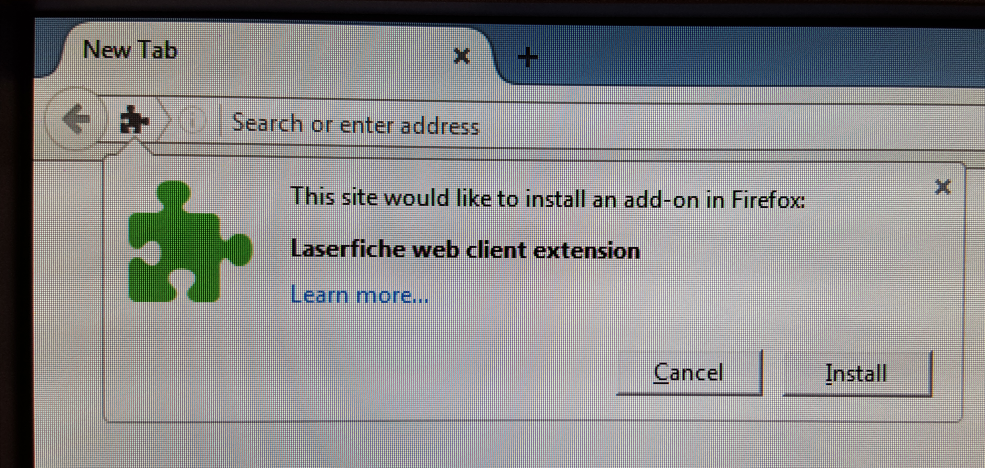 New Tab
Search or enter address
This site would like to install an add-on in Firefox:
Laserfiche web client extension
Learn more...
Cancel
Install